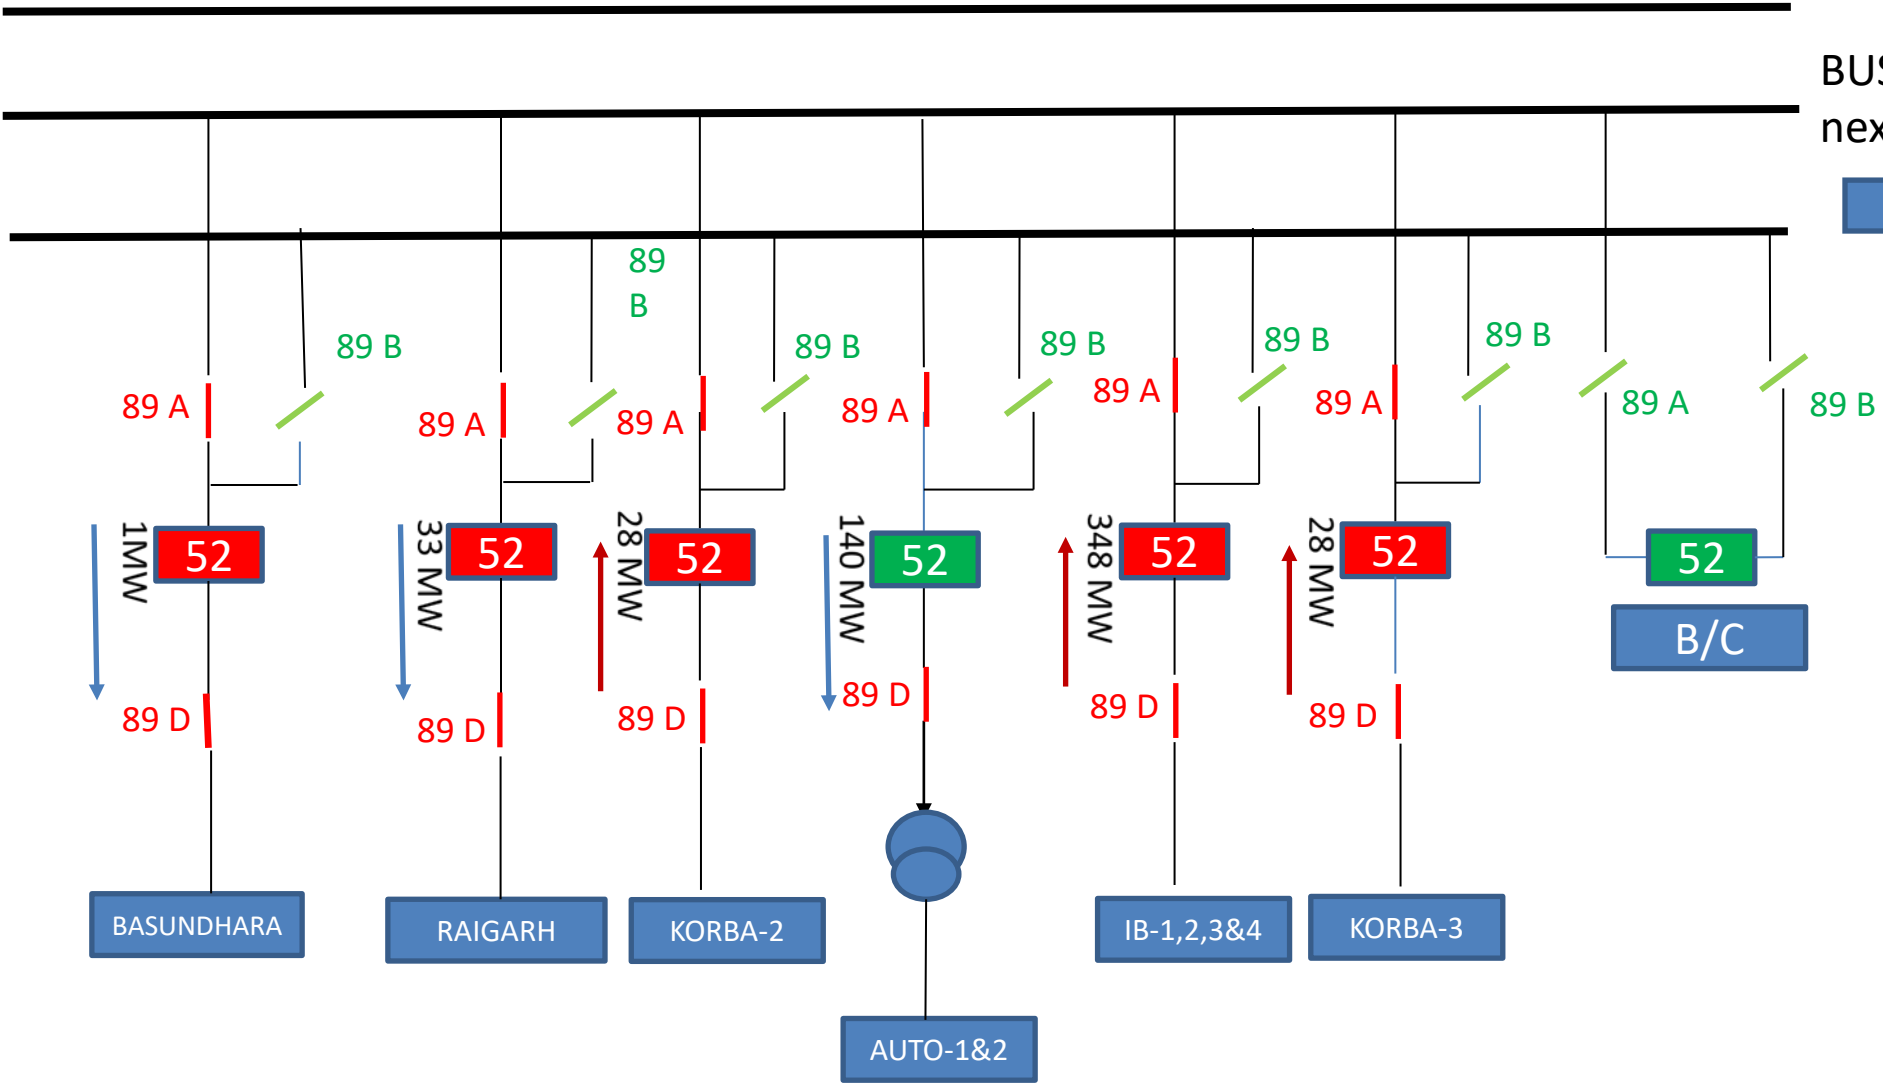 BUS
nex
89
B
89 B
89 B
89 B
89 B
89 B
89 A
89 A
89 A
89 A
89 A
89 A
89 A
89 B
1MW
33 MW
28 MW
140 MW
348 MW
28 MW
52
52
52
52
52
52
52
B/C
89 D
89 D
89 D
89 D
89 D
89 D
BASUNDHARA
RAIGARH
KORBA-2
IB-1,2,3&4
KORBA-3
AUTO-1&2